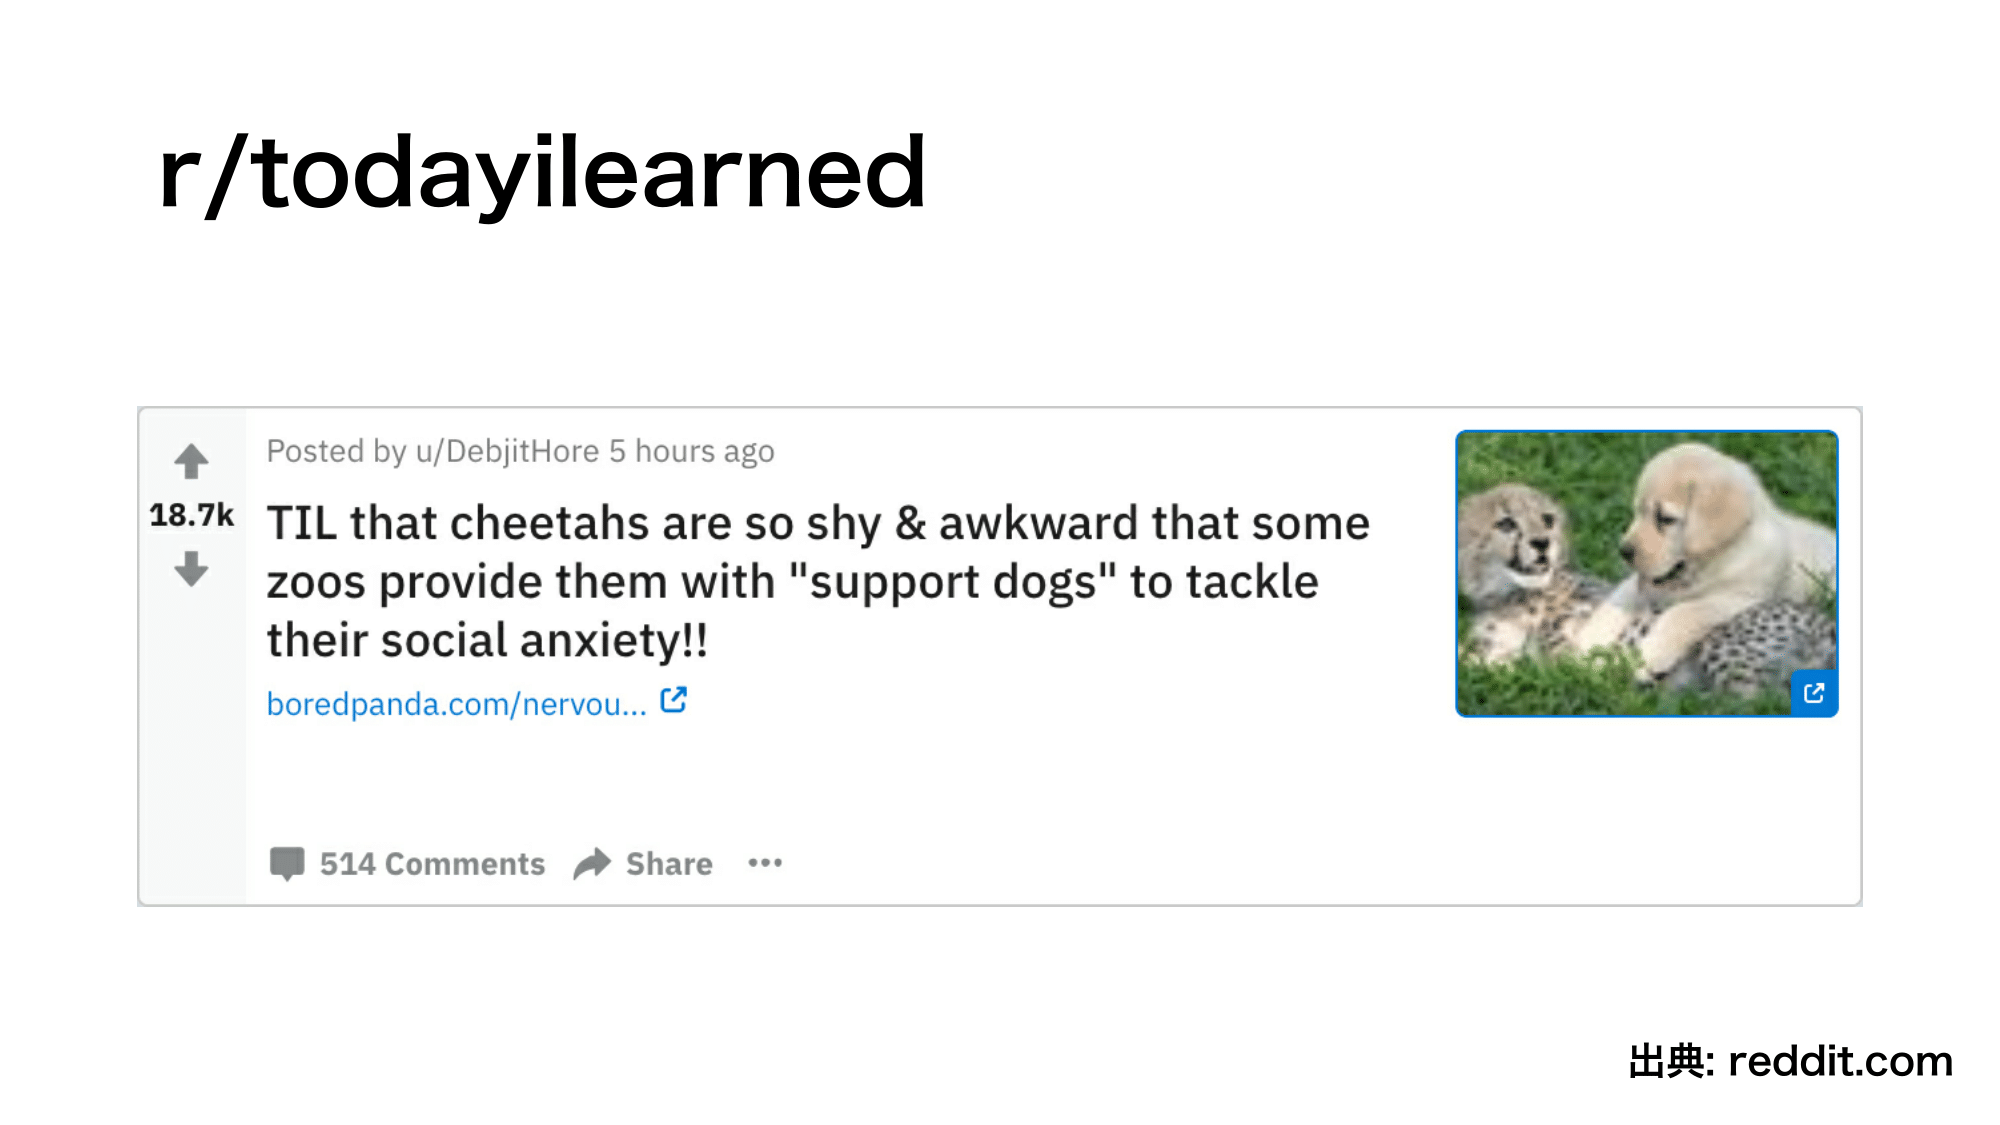 r/todayilearned
Posted by u/DebjitHore 5 hours ago
18.7k
TIL that cheetahs are so shy & awkward that some
zoos provide them with "support dogs" to tackle
their social anxiety!!
boredpanda.com/nervou...
514 Comments Share ···
出典: reddit.com